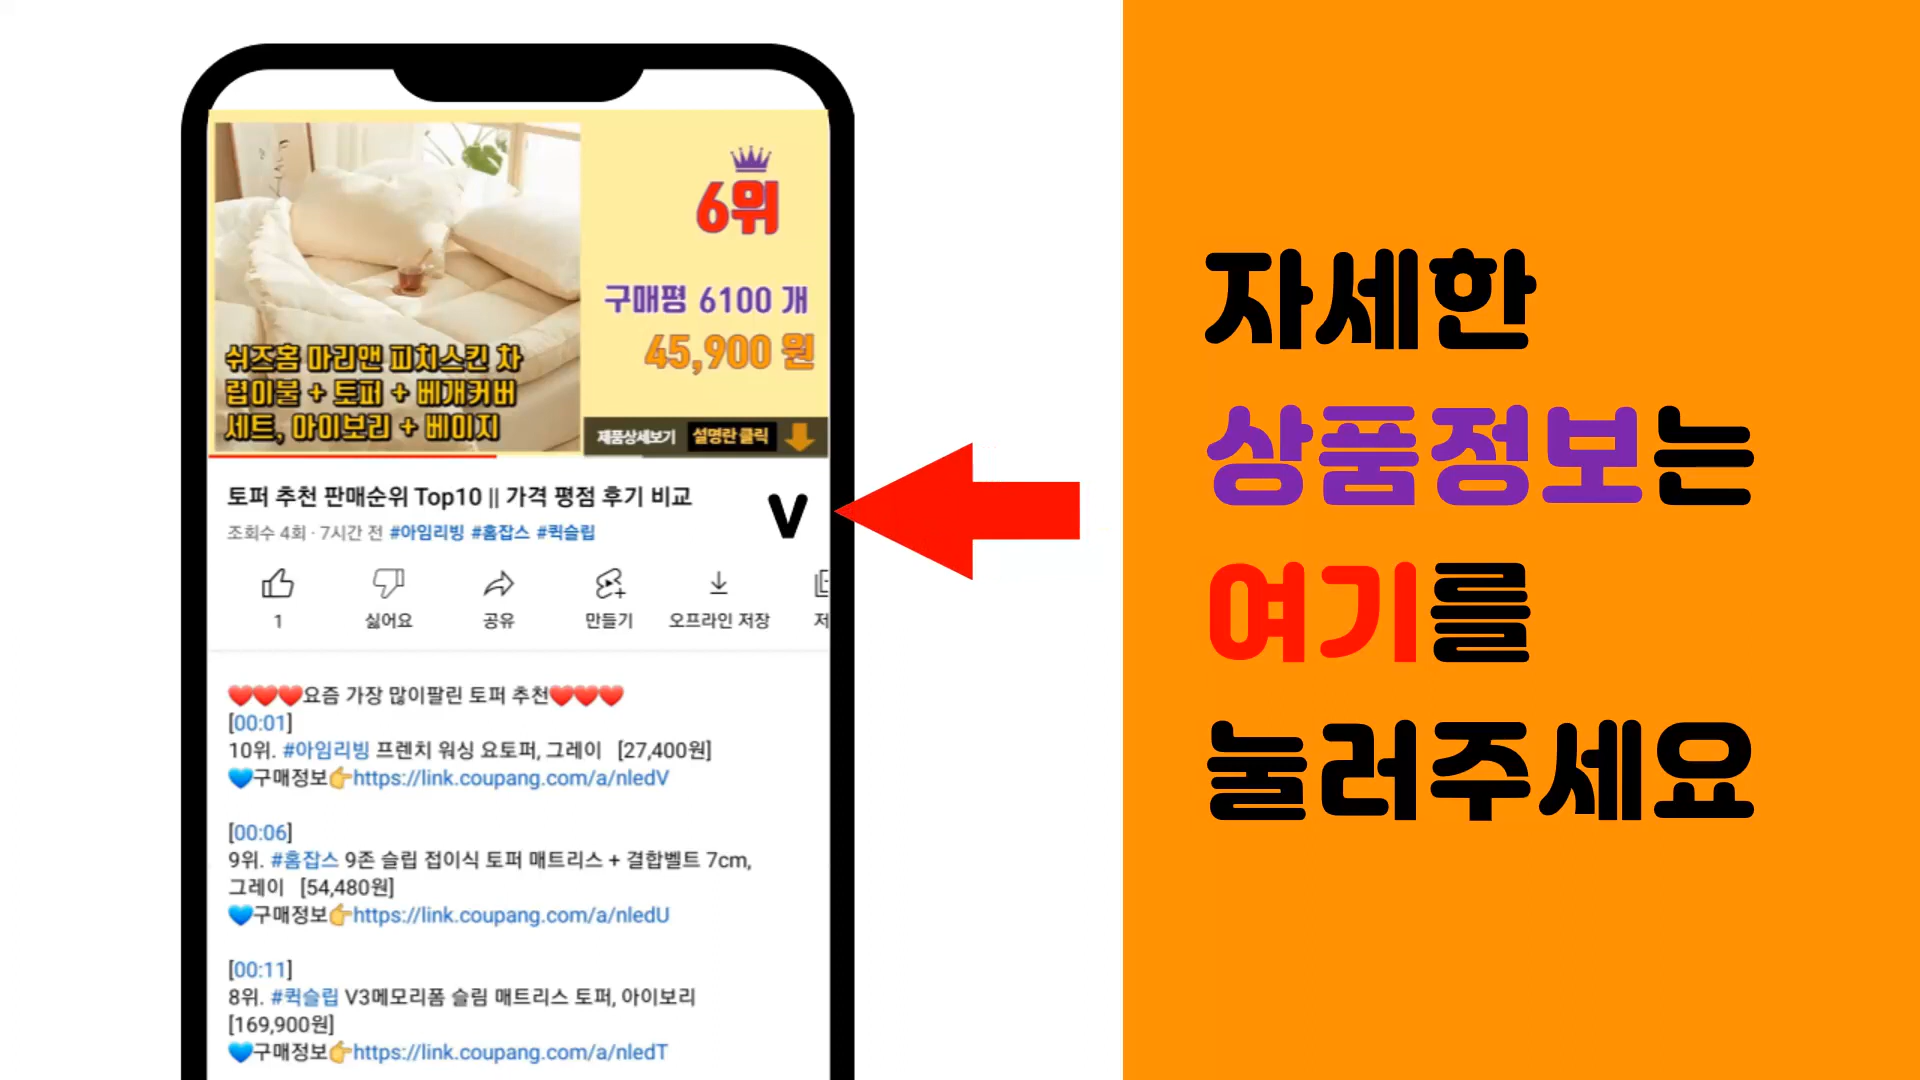 6위
구매평 6100 개
45,900 원
쉬즈홈 마리앤 피치스킨 차
렵이불 + 토퍼 + 베개커버
세트, 아이보리 + 베이지
제품상세보기 설명란 클릭
토퍼 추천 판매순위 Top10 || 가격 평점 후기 비교
V
조회수 4회 · 7시간 전 #아임리빙 #홈잡스 #퀵슬립
1 싫어요 공유 만들기 오프라인 저장 저
❤️❤️❤️요즘 가장 많이팔린 토퍼 추천❤️❤️❤️
[00:01]
10위. #아임리빙 프렌치 워싱 요토퍼, 그레이 [27,400원]
💙구매정보👉https://link.coupang.com/a/nledV
[00:06]
9위. #홈잡스 9존 슬립 접이식 토퍼 매트리스 + 결합벨트 7cm,
그레이 [54,480원]
💙구매정보👉https://link.coupang.com/a/nledU
[00:11]
8위. #퀵슬립 V3메모리폼 슬림 매트리스 토퍼, 아이보리
[169,900원]
💙구매정보👉https://link.coupang.com/a/nledT
자세한
상품정보는
여기를
눌러주세요